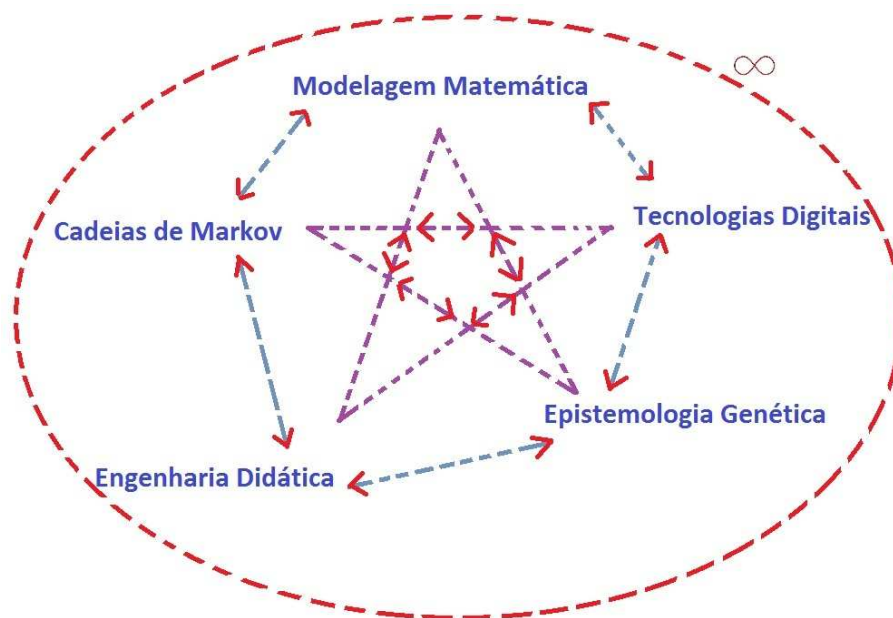 ∞
Modelagem Matemática
Cadeias de Markov
Tecnologias Digitais
Epistemologia Genética
Engenharia Didática